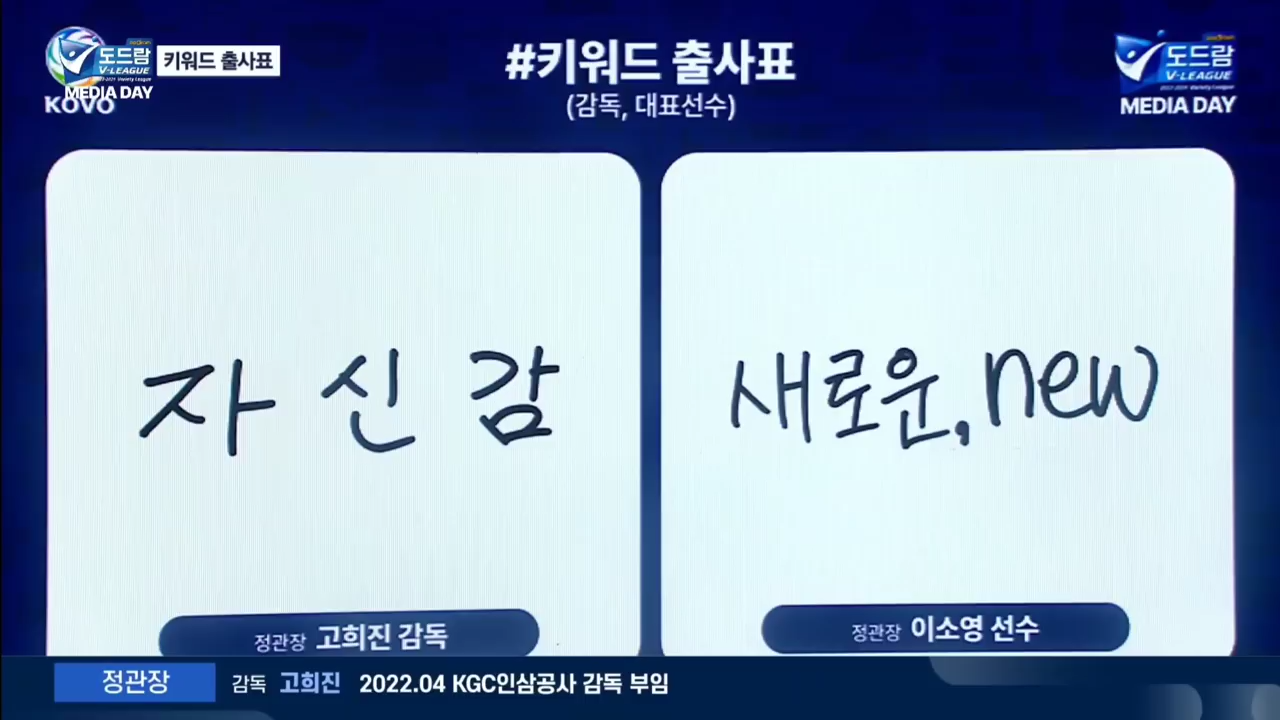 도드람
V-LEAGUE
MEDIA DAY
KOVO
키워드 출사표
#키워드 출사표
(감독, 대표선수)
도드람
V-LEAGUE
MEDIA DAY
자신감
새로운, new
정관장 고희진 감독
정관장 이소영 선수
정관장 감독 고희진 2022.04 KGC인삼공사 감독 부임